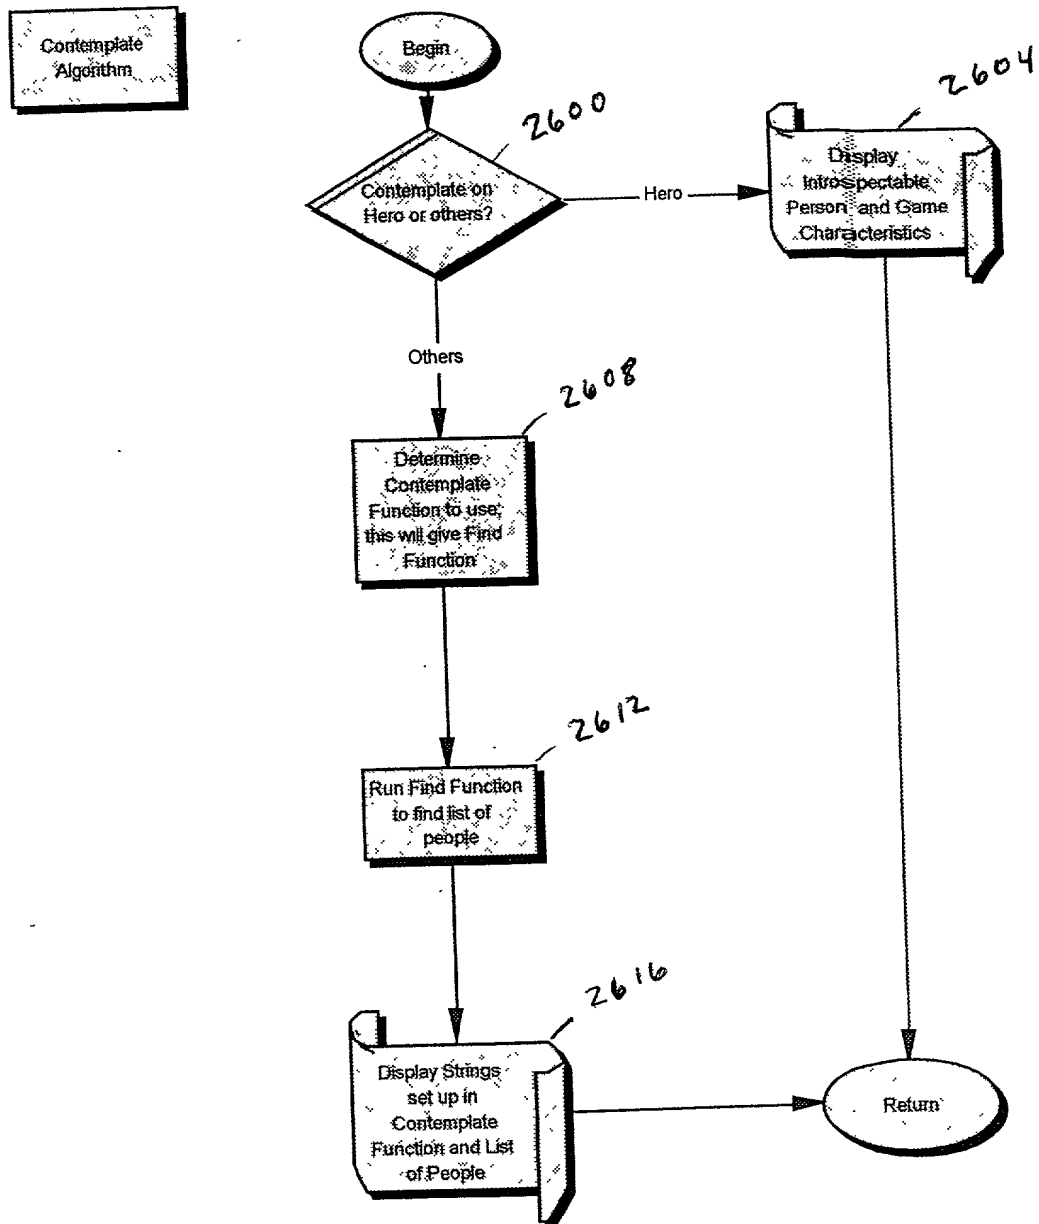 Contemplate
Algorithm
Begin
2600
Contemplate on
Hero or others?
Hero
2604
Display
Introspectable
Person and Game
Characteristics
Others
2608
Determine
Contemplate
Function to use;
this will give Find
Function
2612
Run Find Function
to find list of
people
2616
Display Strings
set up in
Contemplate
Function and List
of People
Return